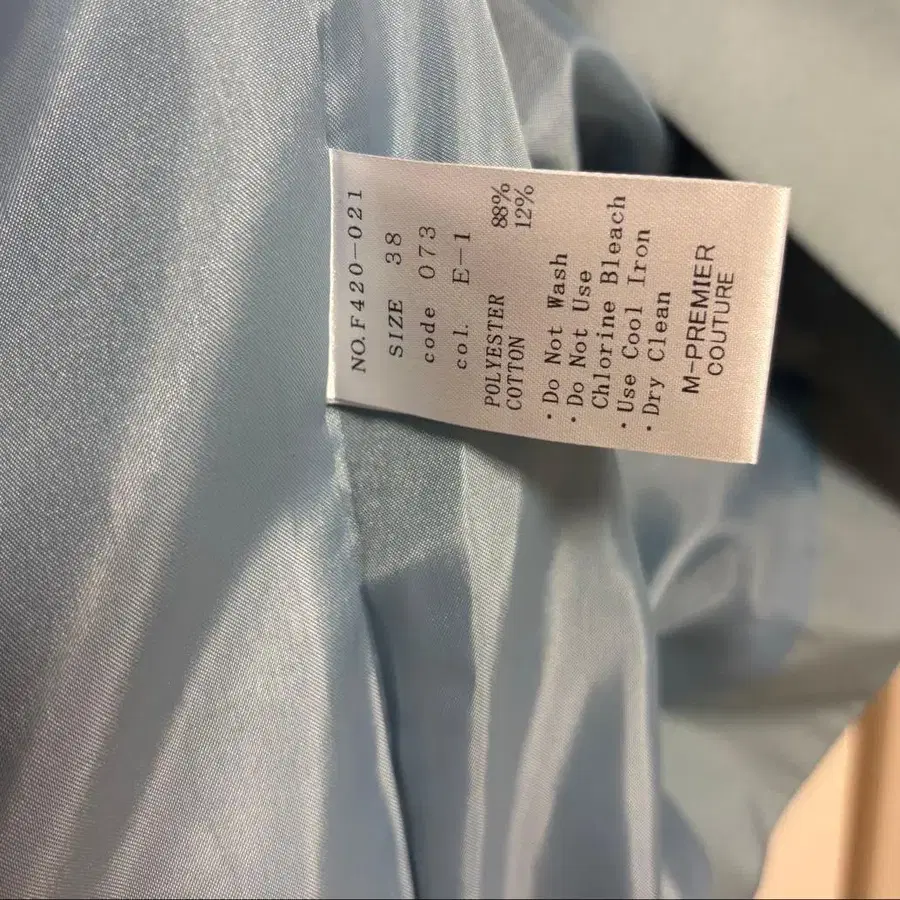 NO.F420-021
SIZE 38
code 073
col. E-1
POLYESTER 88%
COTTON 12%
・Do Not Wash
・Do Not Use
Chlorine Bleach
・Use Cool Iron
・Dry Clean
M-PREMIER
COUTURE